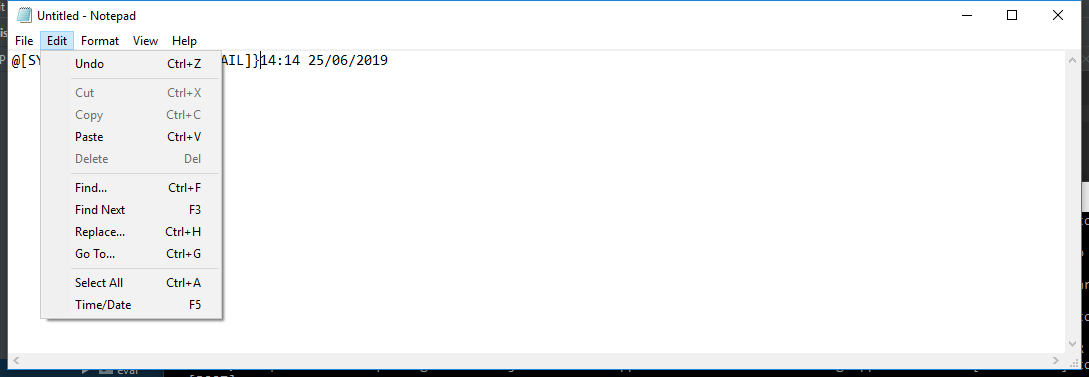 Untitled - Notepad
File Edit Format View Help
@[SY AIL]}14:14 25/06/2019
Undo Ctrl+Z
Cut Ctrl+X
Copy Ctrl+C
Paste Ctrl+V
Delete Del
Find... Ctrl+F
Find Next F3
Replace... Ctrl+H
Go To... Ctrl+G
Select All Ctrl+A
Time/Date F5
eval